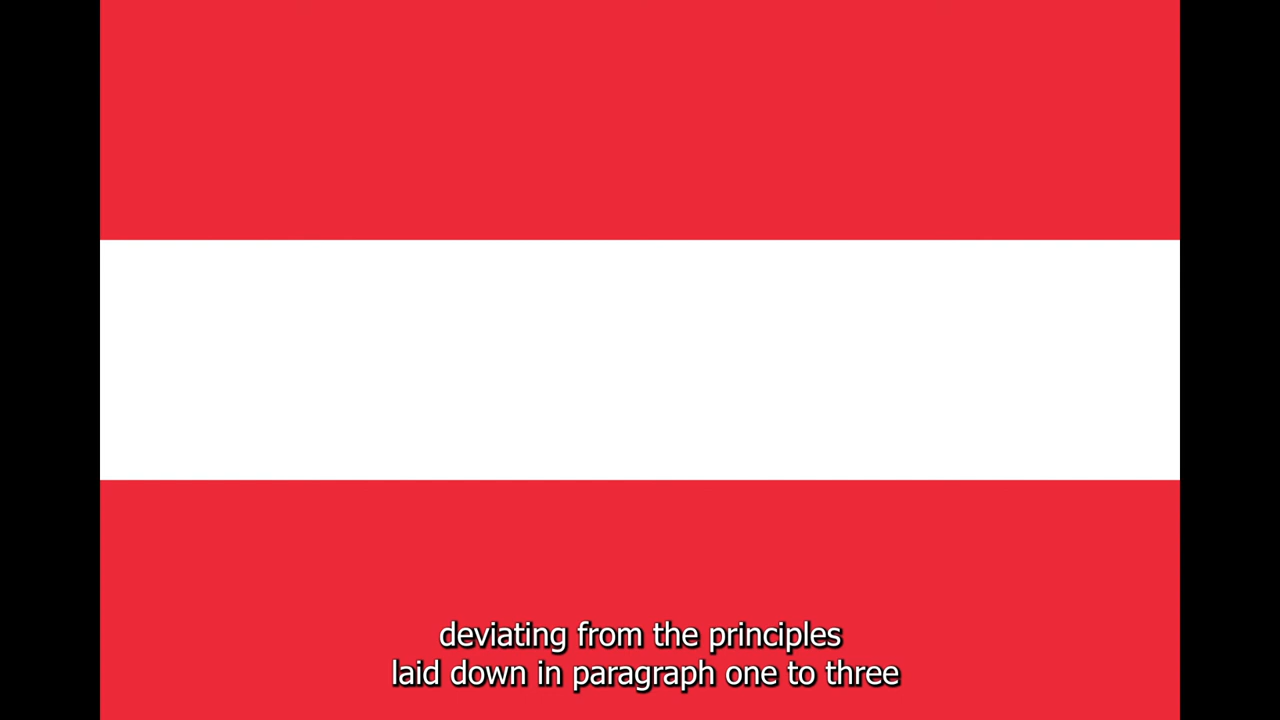 deviating from the principles
laid down in paragraph one to three